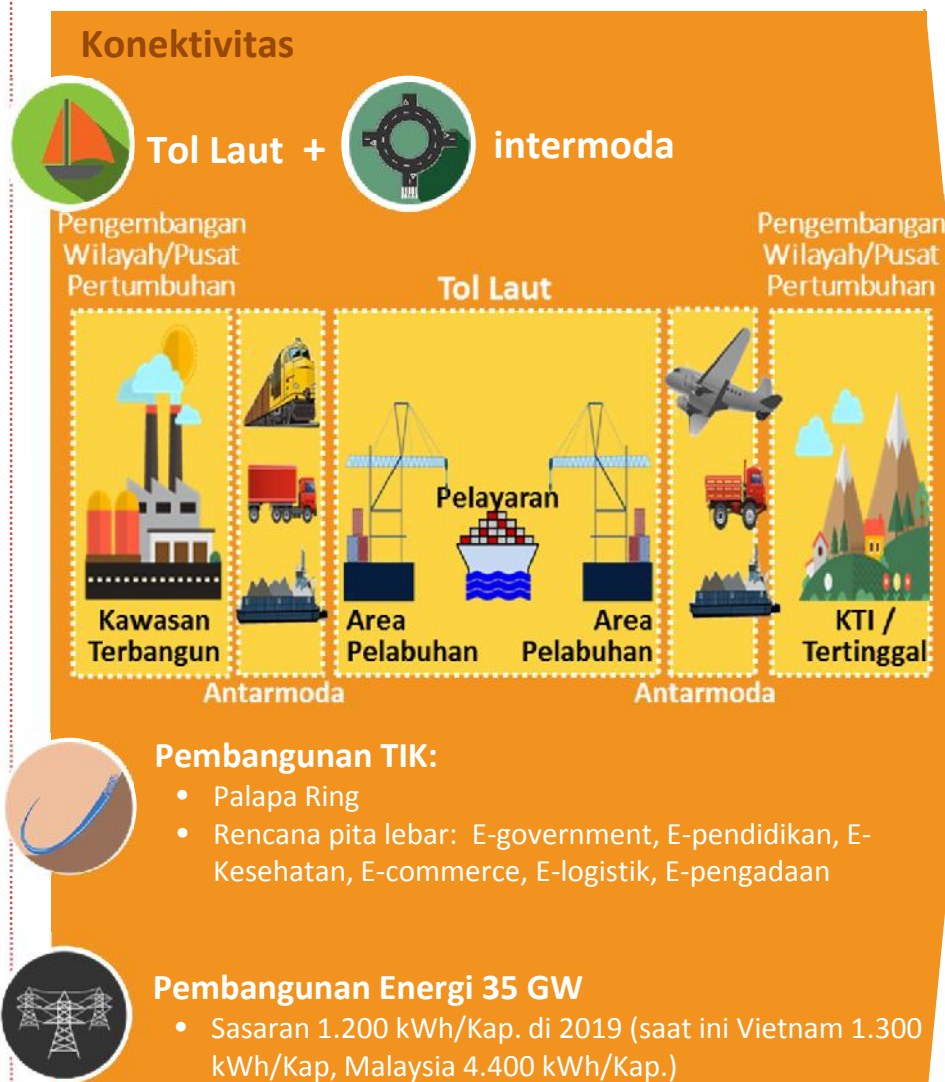 Konektivitas
Tol Laut + intermoda
Pengembangan
Wilayah/Pusat
Pertumbuhan
Tol Laut
Pengembangan
Wilayah/Pusat
Pertumbuhan
Kawasan
Terbangun
Area
Pelabuhan
Pelayaran
Area
Pelabuhan
KTI /
Tertinggal
Antarmoda
Antarmoda
Pembangunan TIK:
• Palapa Ring
• Rencana pita lebar: E-government, E-pendidikan, E-
Kesehatan, E-commerce, E-logistik, E-pengadaan
Pembangunan Energi 35 GW
• Sasaran 1.200 kWh/Kap. di 2019 (saat ini Vietnam 1.300
kWh/Kap, Malaysia 4.400 kWh/Kap.)